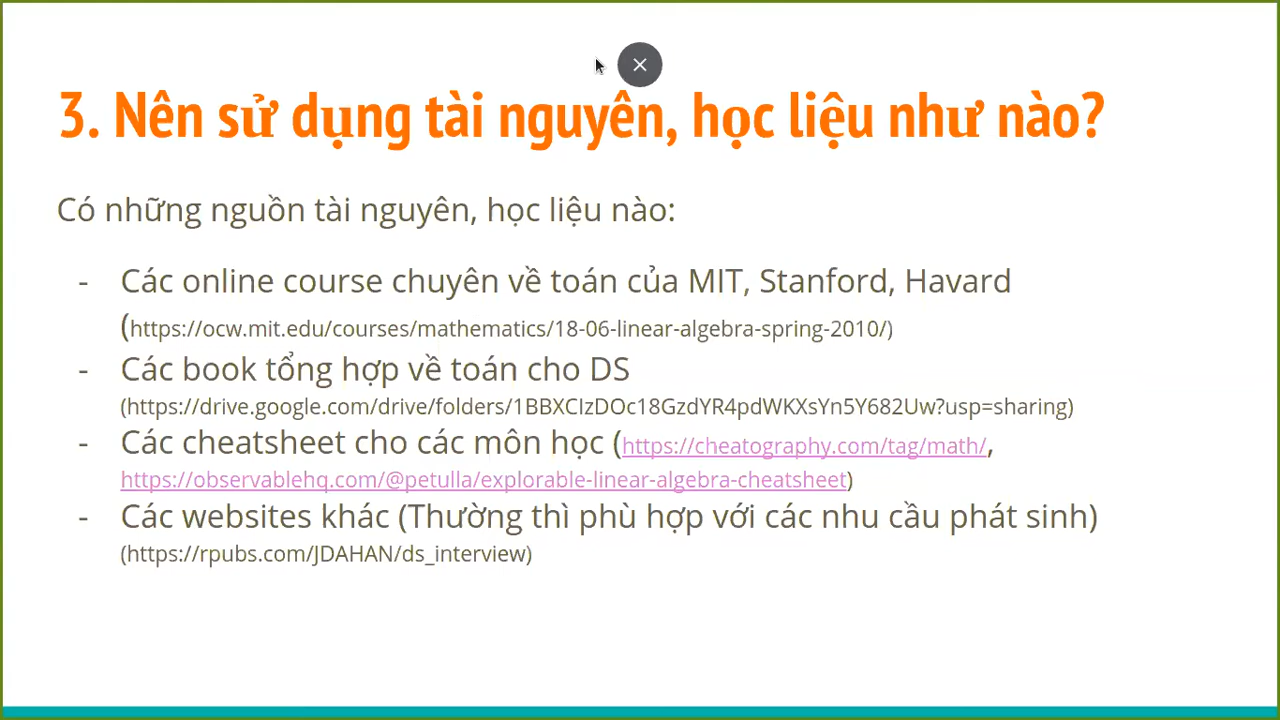 3. Nên sử dụng tài nguyên, học liệu như nào?
Có những nguồn tài nguyên, học liệu nào:
- Các online course chuyên về toán của MIT, Stanford, Havard
(https://ocw.mit.edu/courses/mathematics/18-06-linear-algebra-spring-2010/)
- Các book tổng hợp về toán cho DS
(https://drive.google.com/drive/folders/1BBXCIzDOc18GzdYR4pdWKXsYn5Y682Uw?usp=sharing)
- Các cheatsheet cho các môn học (https://cheatography.com/tag/math/,
https://observablehq.com/@petulla/explorable-linear-algebra-cheatsheet)
- Các websites khác (Thường thì phù hợp với các nhu cầu phát sinh)
(https://rpubs.com/JDAHAN/ds_interview)